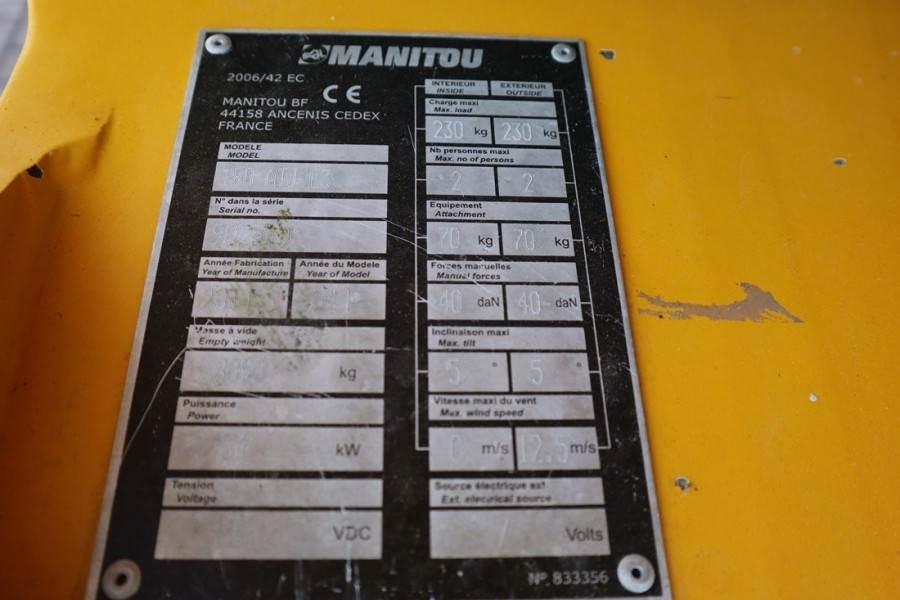 MANITOU
2006/42 EC
CE
MANITOU BF
44158 ANCENIS CEDEX
FRANCE
MODELE
MODEL
N° dans la série
Serial no.
Année Fabrication
Year of Manufacture
Année du Modele
Year of Model
Masse à vide
Empty weight
kg
Puissance
Power
kW
Tension
Voltage
VDC
INTERIEUR
INSIDE
EXTERIEUR
OUTSIDE
Charge maxi
Max. load
230 kg 230 kg
Nb personnes maxi
Max. no of persons
2 2
Equipement
Attachment
70 kg 70 kg
Forces manuelles
Manual forces
40 daN 40 daN
Inclinaison maxi
Max. tilt
5 ° 5 °
Vitesse maxi du vent
Max. wind speed
0 m/s 12.5 m/s
Source électrique ext
Ext. electrical source
Volts
Nº. 833356